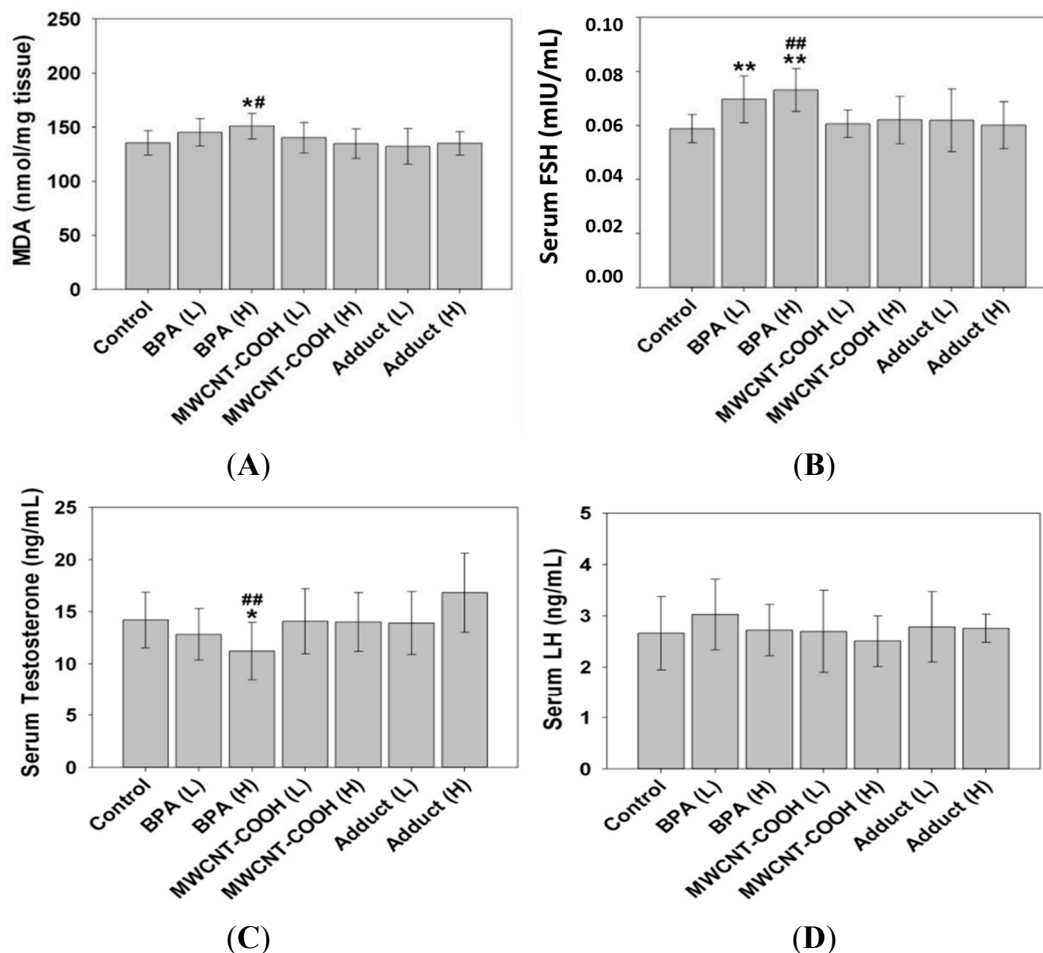 MDA (nmol/mg tissue)
250
200
150
100
50
0
*#
Control
BPA (L)
BPA (H)
MWCNT-COOH (L)
MWCNT-COOH (H)
Adduct (L)
Adduct (H)
(A)
Serum FSH (mIU/mL)
0.10
0.08
0.06
0.04
0.02
0.00
**
##
**
Control
BPA (L)
BPA (H)
MWCNT-COOH (L)
MWCNT-COOH (H)
Adduct (L)
Adduct (H)
(B)
Serum Testosterone (ng/mL)
25
20
15
10
5
0
##
*
Control
BPA (L)
BPA (H)
MWCNT-COOH (L)
MWCNT-COOH (H)
Adduct (L)
Adduct (H)
(C)
Serum LH (ng/mL)
5
4
3
2
1
0
Control
BPA (L)
BPA (H)
MWCNT-COOH (L)
MWCNT-COOH (H)
Adduct (L)
Adduct (H)
(D)